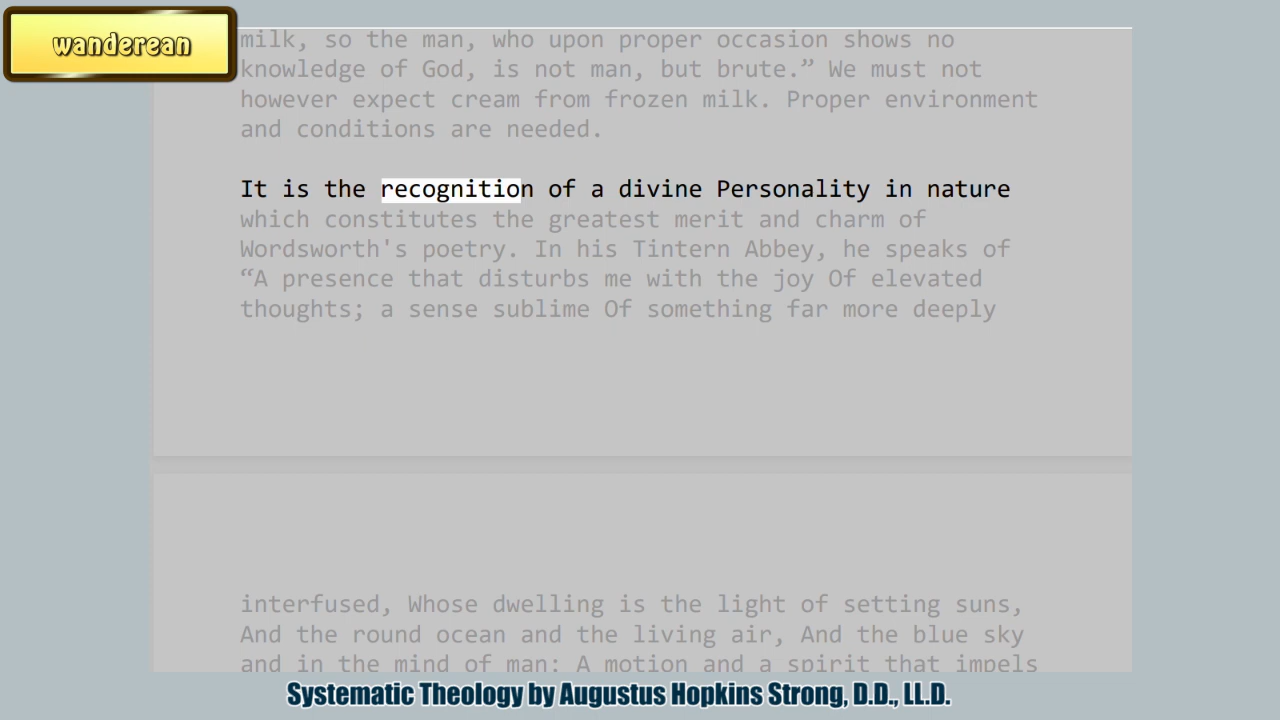 wanderean
milk, so the man, who upon proper occasion shows no
knowledge of God, is not man, but brute.” We must not
however expect cream from frozen milk. Proper environment
and conditions are needed.
It is the recognition of a divine Personality in nature
which constitutes the greatest merit and charm of
Wordsworth's poetry. In his Tintern Abbey, he speaks of
“A presence that disturbs me with the joy Of elevated
thoughts; a sense sublime Of something far more deeply
interfused, Whose dwelling is the light of setting suns,
And the round ocean and the living air, And the blue sky
and in the mind of man: A motion and a spirit that impels
Systematic Theology by Augustus Hopkins Strong, D.D., LL.D.